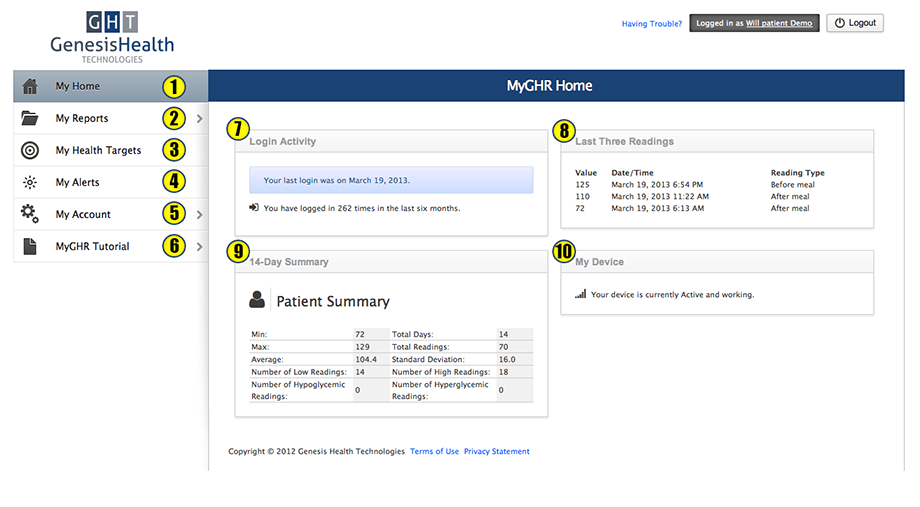 GHT
GenesisHealth
TECHNOLOGIES
Having Trouble?
Logged in as Will patient Demo
Logout
My Home 1
My Reports 2
My Health Targets 3
My Alerts 4
My Account 5
MyGHR Tutorial 6
MyGHR Home
7
Login Activity
Your last login was on March 19, 2013.
You have logged in 262 times in the last six months.
8
Last Three Readings
Value Date/Time Reading Type
125 March 19, 2013 6:54 PM Before meal
110 March 19, 2013 11:22 AM After meal
72 March 19, 2013 6:13 AM After meal
9
14-Day Summary
Patient Summary
Min: 72 Total Days: 14
Max: 129 Total Readings: 70
Average: 104.4 Standard Deviation: 16.0
Number of Low Readings: 14 Number of High Readings: 18
Number of Hypoglycemic
Readings: 0
Number of Hyperglycemic
Readings: 0
10
My Device
Your device is currently Active and working.
Copyright © 2012 Genesis Health Technologies Terms of Use Privacy Statement